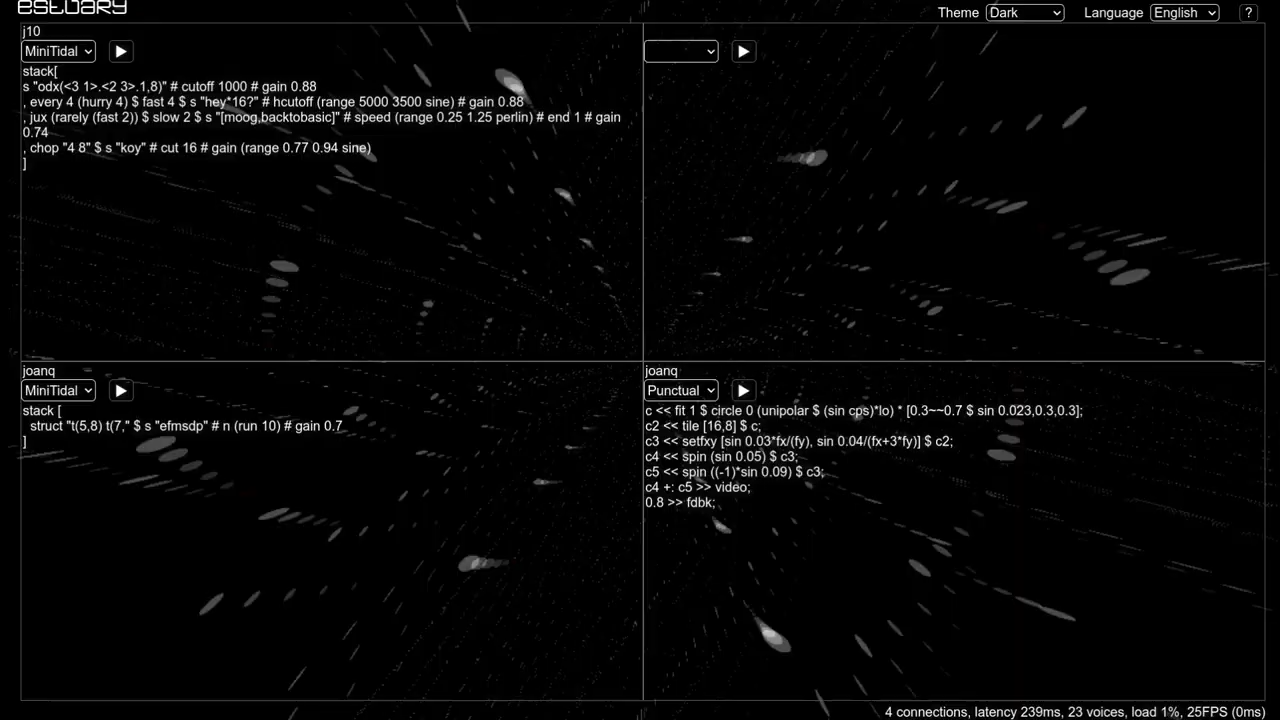 estuary
Theme Dark Language English ?
j10
MiniTidal
stack[
s "odx(<3 1>.<2 3>.1,8)" # cutoff 1000 # gain 0.88
, every 4 (hurry 4) $ fast 4 $ s "hey*16?" # hcutoff (range 5000 3500 sine) # gain 0.88
, jux (rarely (fast 2)) $ slow 2 $ s "[moog,backtobasic]" # speed (range 0.25 1.25 perlin) # end 1 # gain
0.74
, chop "4 8" $ s "koy" # cut 16 # gain (range 0.77 0.94 sine)
]
joanq
MiniTidal
stack [
struct "t(5,8) t(7," $ s "efmsdp" # n (run 10) # gain 0.7
]
joanq
Punctual
c << fit 1 $ circle 0 (unipolar $ (sin cps)*lo) * [0.3~~0.7 $ sin 0.023,0.3,0.3];
c2 << tile [16,8] $ c;
c3 << setfxy [sin 0.03*fx/(fy), sin 0.04/(fx+3*fy)] $ c2;
c4 << spin (sin 0.05) $ c3;
c5 << spin ((-1)*sin 0.09) $ c3;
c4 +: c5 >> video;
0.8 >> fdbk;
4 connections, latency 239ms, 23 voices, load 1%, 25FPS (0ms)